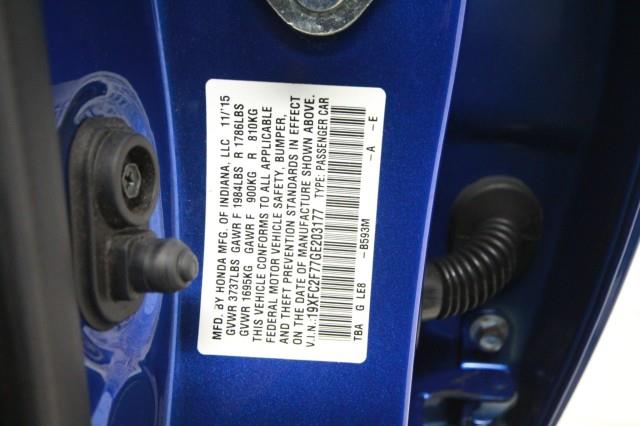 MFD. BY HONDA MFG. OF INDIANA, LLC 11/'15
GVWR 3737LBS GAWR F 1984LBS R 1786LBS
GVWR 1695KG GAWR F 900KG R 810KG
THIS VEHICLE CONFORMS TO ALL APPLICABLE
FEDERAL MOTOR VEHICLE SAFETY, BUMPER,
AND THEFT PREVENTION STANDARDS IN EFFECT
ON THE DATE OF MANUFACTURE SHOWN ABOVE.
V.I.N.:19XFC2F77GE203177 TYPE:PASSENGER CAR
TBA G LE8 -B593M -A -E